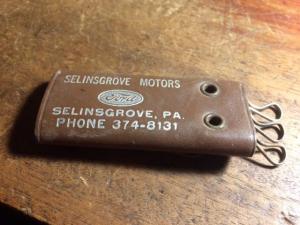 SELINSGROVE MOTORS
Ford
SELINSGROVE, PA.
PHONE 374-8131